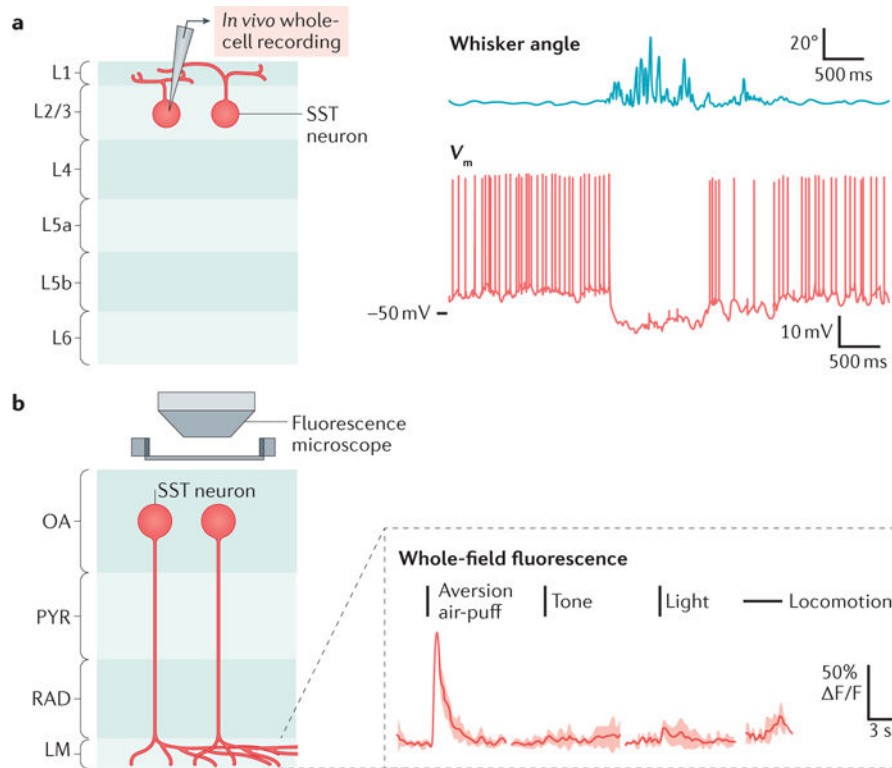 a
In vivo whole-
cell recording
L1
L2/3
SST
neuron
L4
L5a
L5b
L6
Whisker angle
20°
500 ms
Vm
–50 mV
10 mV
500 ms
b
Fluorescence
microscope
SST neuron
OA
PYR
RAD
LM
Whole-field fluorescence
Aversion
air-puff
Tone
Light
Locomotion
50%
ΔF/F
3 s